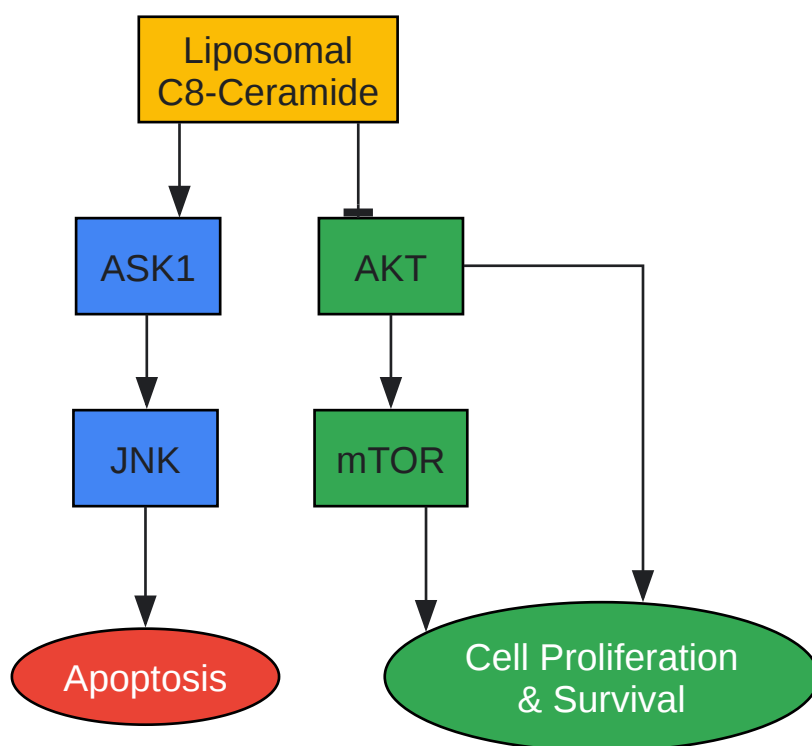 Liposomal
C8-Ceramide
ASK1
AKT
JNK
mTOR
Apoptosis
Cell Proliferation
& Survival